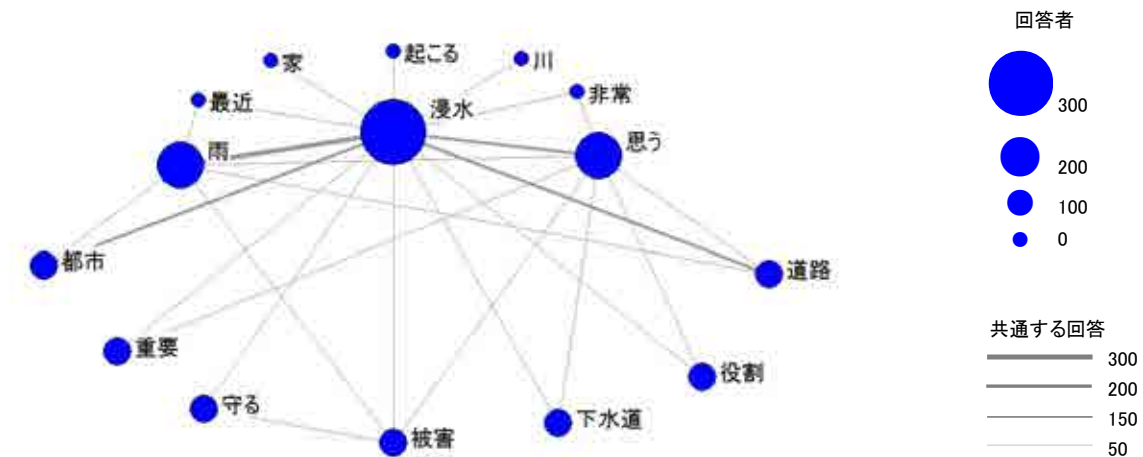 回答者
300
200
100
0
家
起こる
川
最近
浸水
非常
雨
思う
都市
道路
重要
役割
守る
被害
下水道
共通する回答
300
200
150
50